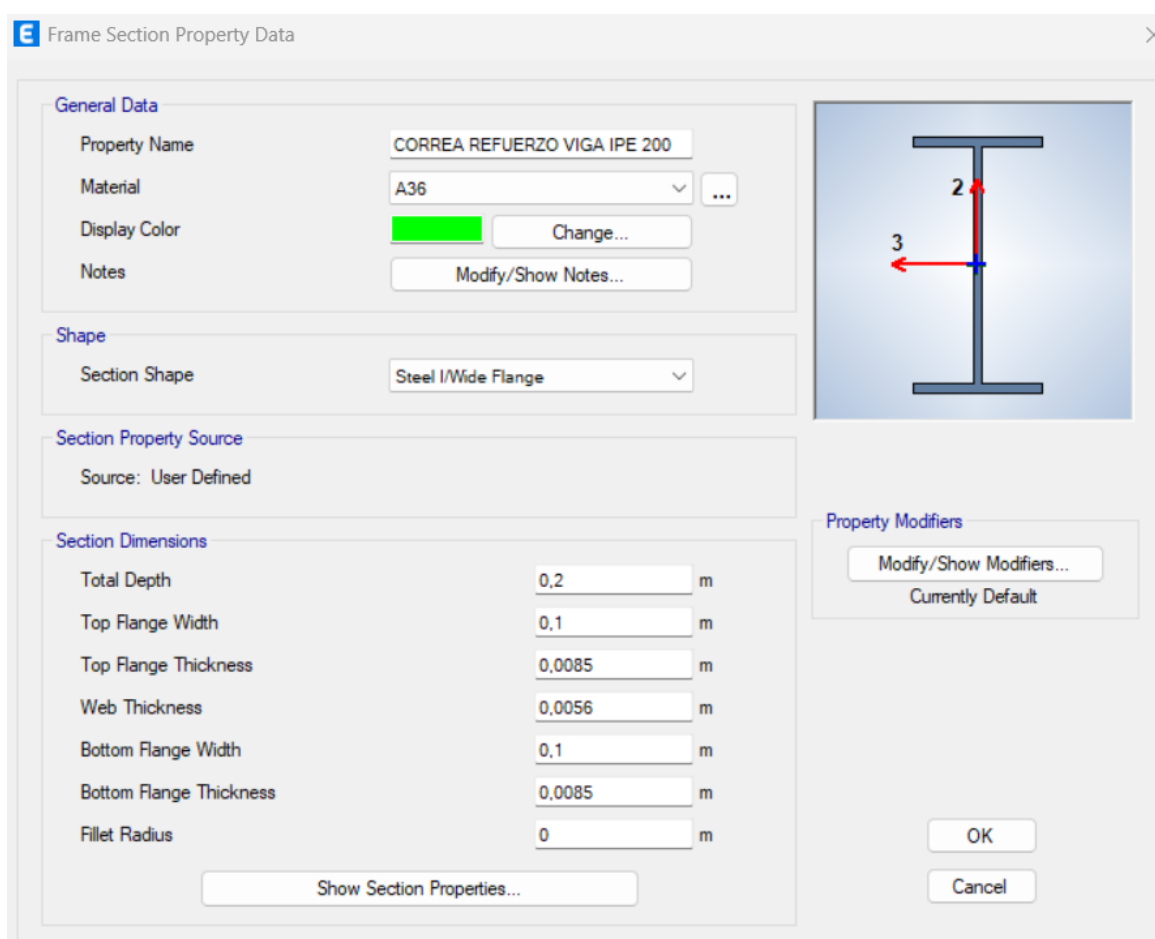 E Frame Section Property Data
General Data
Property Name CORREA REFUERZO VIGA IPE 200
Material A36 ...
Display Color Change...
Notes Modify/Show Notes...
2
3
Shape
Section Shape Steel I/Wide Flange
Section Property Source
Source: User Defined
Property Modifiers
Modify/Show Modifiers...
Currently Default
Section Dimensions
Total Depth 0,2 m
Top Flange Width 0,1 m
Top Flange Thickness 0,0085 m
Web Thickness 0,0056 m
Bottom Flange Width 0,1 m
Bottom Flange Thickness 0,0085 m
Fillet Radius 0 m
Show Section Properties...
OK
Cancel